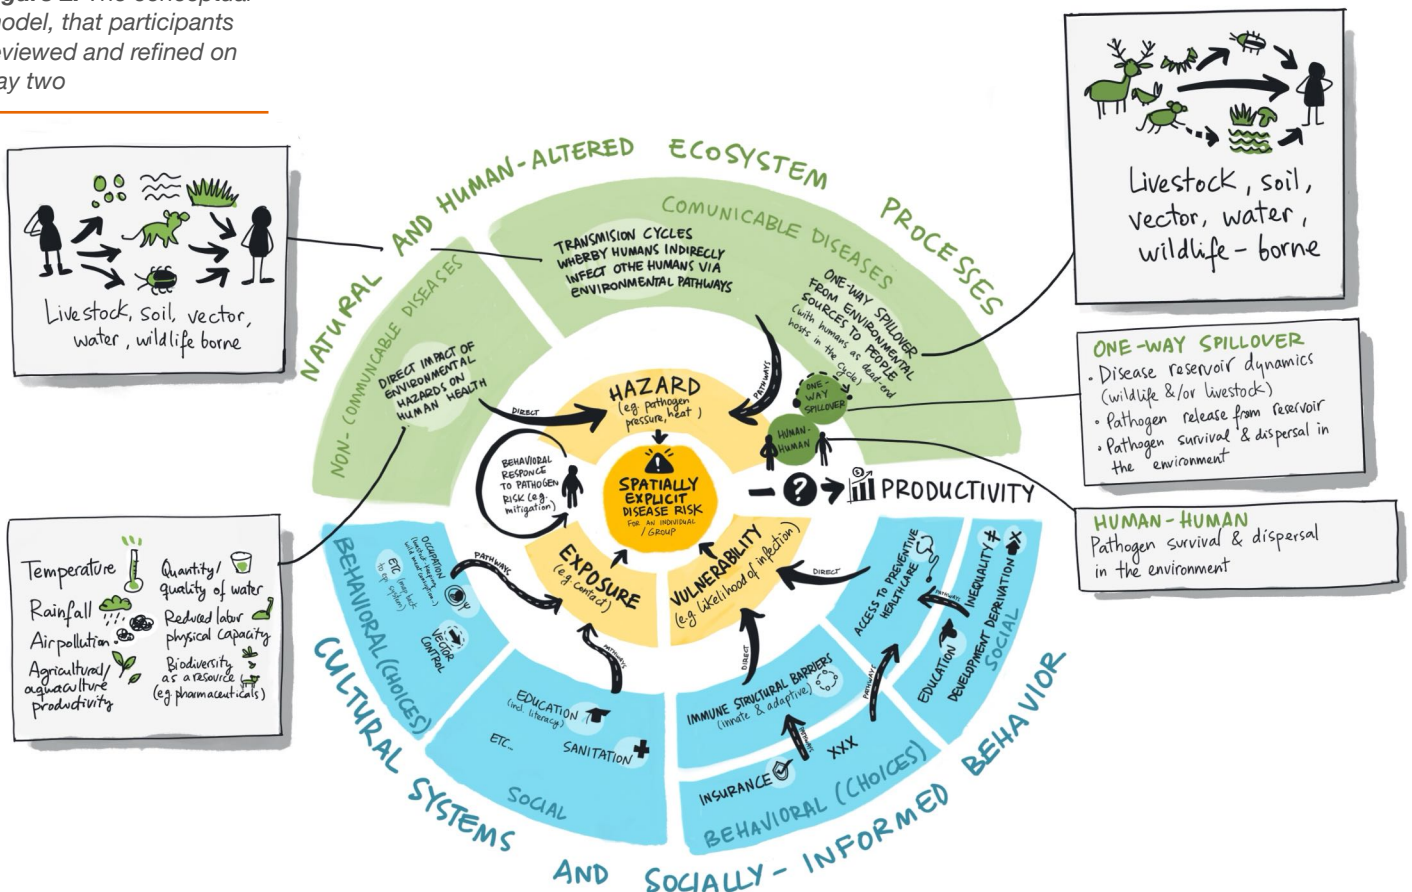 Figure 2. The conceptual
model, that participants
reviewed and refined on
day two
NATURAL AND HUMAN-ALTERED ECOSYSTEM PROCESSES
Livestock, soil, vector,
water, wildlife borne
Livestock, soil,
vector, water,
wildlife - borne
COMUNICABLE DISEASES
TRANSMISION CYCLES
WHERBY HUMANS INDIRECLY
INFECT OTHE HUMANS VIA
ENVIRONMENTAL PATHWAYS
ONE-WAY SPILLOVER
FROM ENVIRONMENTAL
SOURCES TO PEOPLE
(with humans as dead-end
hosts in the cycle)
NON-COMMUNICABLE DISEASES
DIRECT IMPACT OF
ENVIRONMENTAL
HAZARDS ON
HUMAN HEALTH
DIRECT
PATHWAYS
HAZARD
(e.g. pathogen
pressure, heat)
ONE-
WAY
SPILLOVER
HUMAN-
HUMAN
ONE-WAY SPILLOVER
• Disease reservoir dynamics
(wildlife &/or livestock)
• Pathogen release from reservoir
• Pathogen survival & dispersal in
the environment
HUMAN-HUMAN
Pathogen survival & dispersal
in the environment
BEHAVIORAL
RESPONCE
TO PATHOGEN
RISK (e.g.
mitigation)
SPATIALLY
EXPLICIT
DISEASE RISK
FOR AN INDIVIDUAL
/ GROUP
- ? → PRODUCTIVITY
Temperature
Rainfall
Air pollution
Agricultural/
aquaculture
productivity
Quantity/
quality of water
Reduced labor
physical capacity
Biodiversity
as a resource
(e.g. pharmaceuticals)
EXPOSURE
(e.g. contact)
VULNERABILITY
(e.g. likelihood of infection)
BEHAVIORAL (CHOICES)
OCCUPATION
ETC
VECTOR
CONTROL
PATHWAYS
SOCIAL
EDUCATION
(incl. literacy)
ETC..
SANITATION
PATHWAYS
DIRECT
DIRECT
IMMUNE STRUCTURAL BARRIERS
(innate & adaptive)
INSURANCE
PATHWAYS
XXX
PATHWAYS
BEHAVIORAL (CHOICES)
ACCESS TO PREVENTIVE
HEALTHCARE
PATHWAYS
EDUCATION
INEQUALITY ≠
DEVELOPMENT DEPRIVATION
SOCIAL
CULTURAL SYSTEMS AND SOCIALLY-INFORMED BEHAVIOR